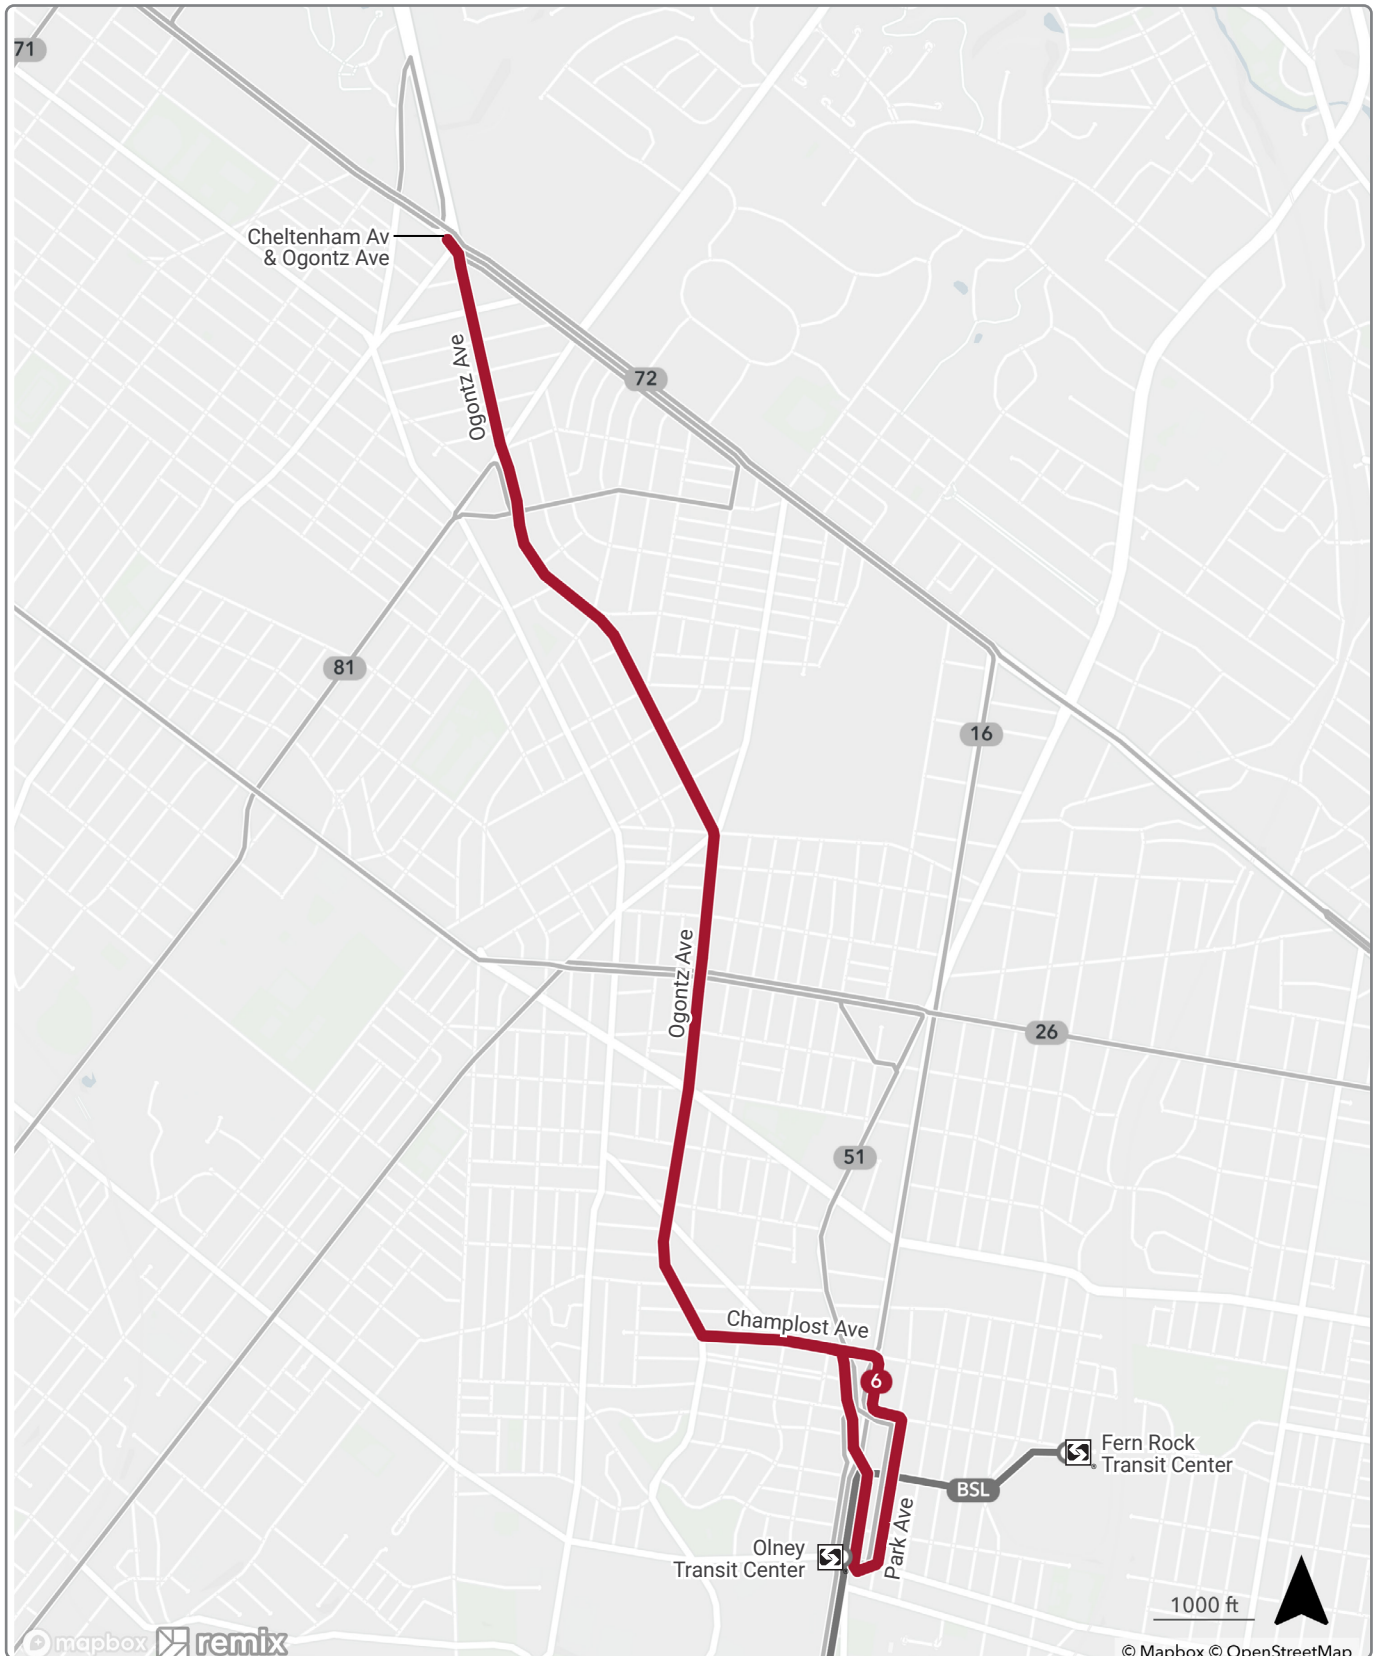 71
Cheltenham Av
& Ogontz Ave
Ogontz Ave
72
81
16
Ogontz Ave
26
51
Champlost Ave
6
Fern Rock
Transit Center
BSL
Park Ave
Olney
Transit Center
1000 ft
mapbox remix
© Mapbox © OpenStreetMap